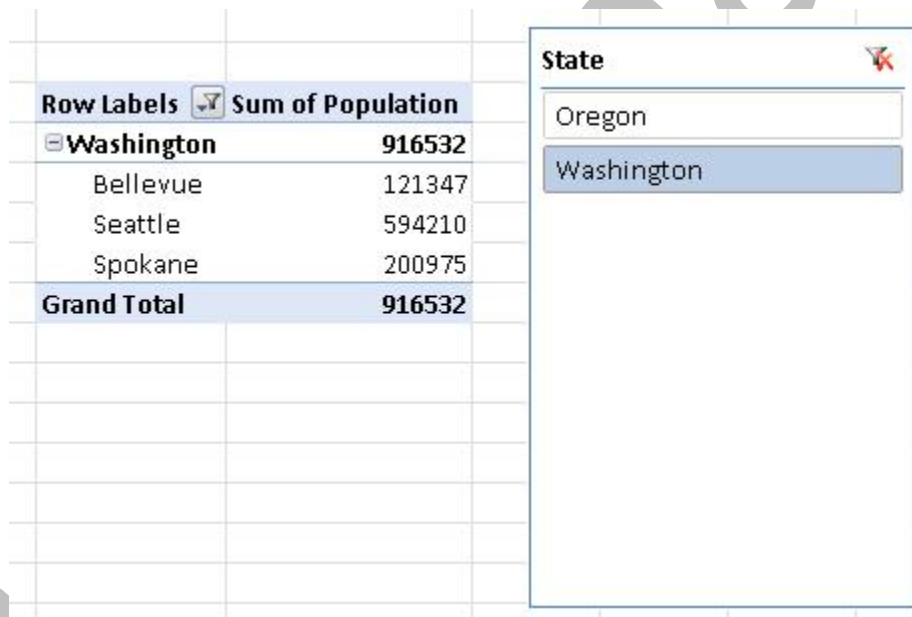 State
Row Labels Sum of Population
Oregon
Washington 916532
Washington
Bellevue 121347
Seattle 594210
Spokane 200975
Grand Total 916532